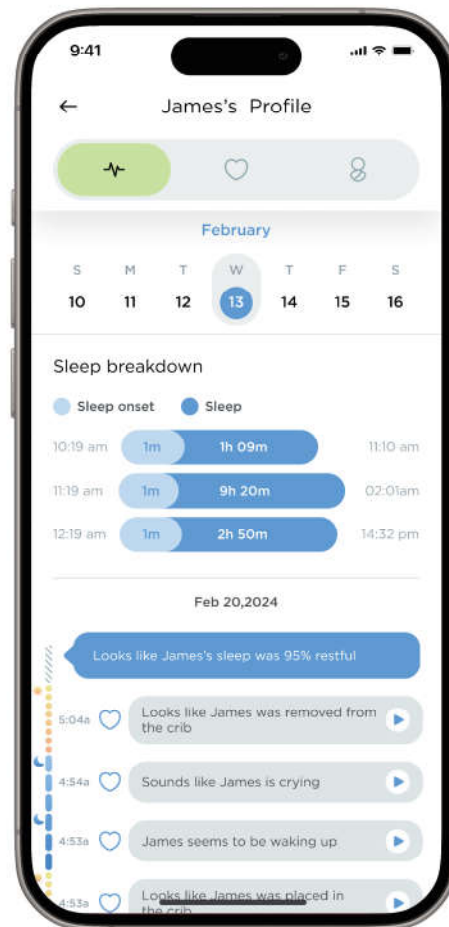 9:41
James's Profile
February
S M T W T F S
10 11 12 13 14 15 16
Sleep breakdown
Sleep onset Sleep
10:19 am 1m 1h 09m 11:10 am
11:19 am 1m 9h 20m 02:01am
12:19 am 1m 2h 50m 14:32 pm
Feb 20,2024
Looks like James's sleep was 95% restful
5:04a Looks like James was removed from
the crib
4:54a Sounds like James is crying
4:53a James seems to be waking up
4:53a Looks like James was placed in
the crib